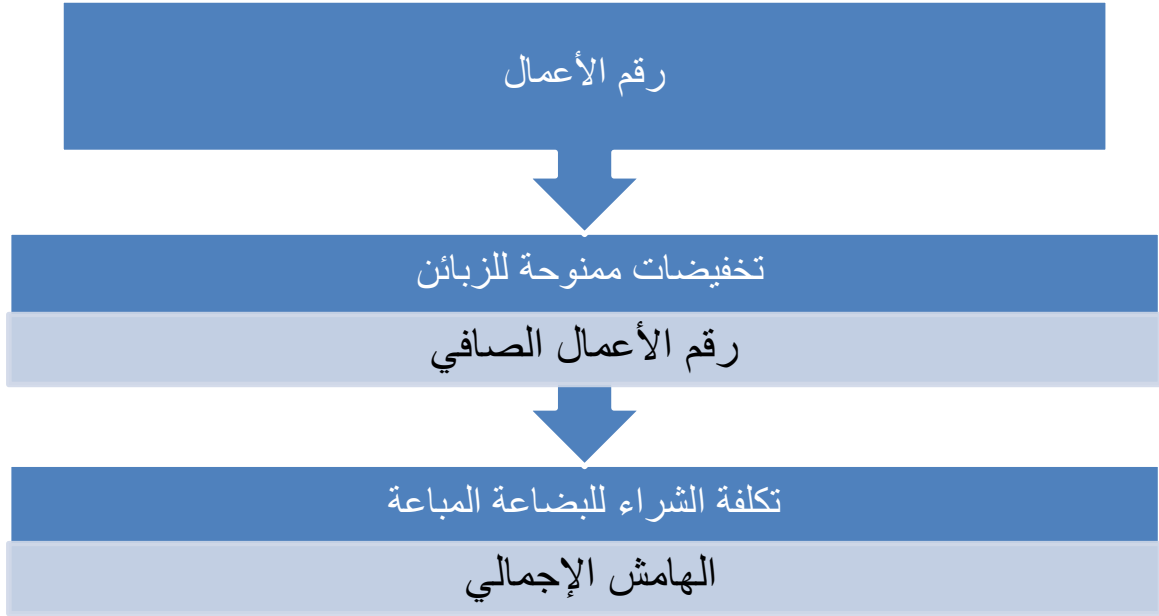 رقم الأعمال
تخفيضات ممنوحة للزبائن
رقم الأعمال الصافي
تكلفة الشراء للبضاعة المباعة
الهامش الإجمالي